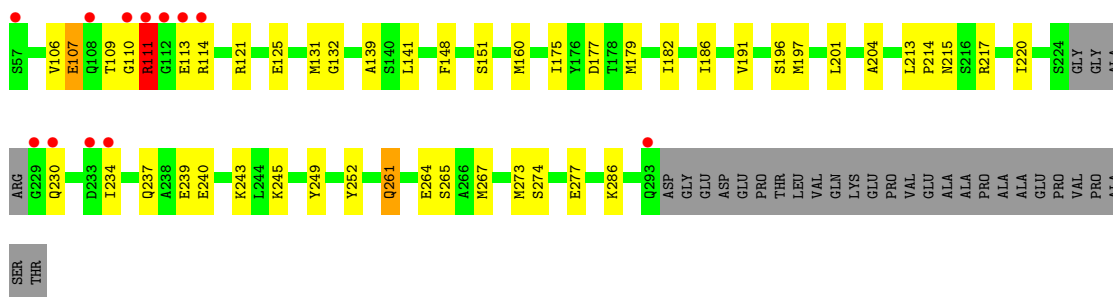 S57 V106 E107 Q108 T109 G110 R111 G112 E113 R114 R121 E125 M131 G132 A139 S140 L141 F148 S151 M160 I175 Y176 D177 T178 M179 I182 I186 V191 S196 M197 L201 A204 L213 P214 N215 S216 R217 I220 S224 GLY GLY ALA
ARG G229 Q230 D233 I234 Q237 A238 E239 E240 K243 L244 K245 Y249 Y252 Q261 E264 S265 A266 M267 M273 S274 E277 K286 Q293 ASP GLY GLU ASP GLU PRO THR LEU VAL GLN LYS GLU PRO VAL GLU ALA ALA PRO ALA ALA GLU PRO VAL PRO ALA
SER THR